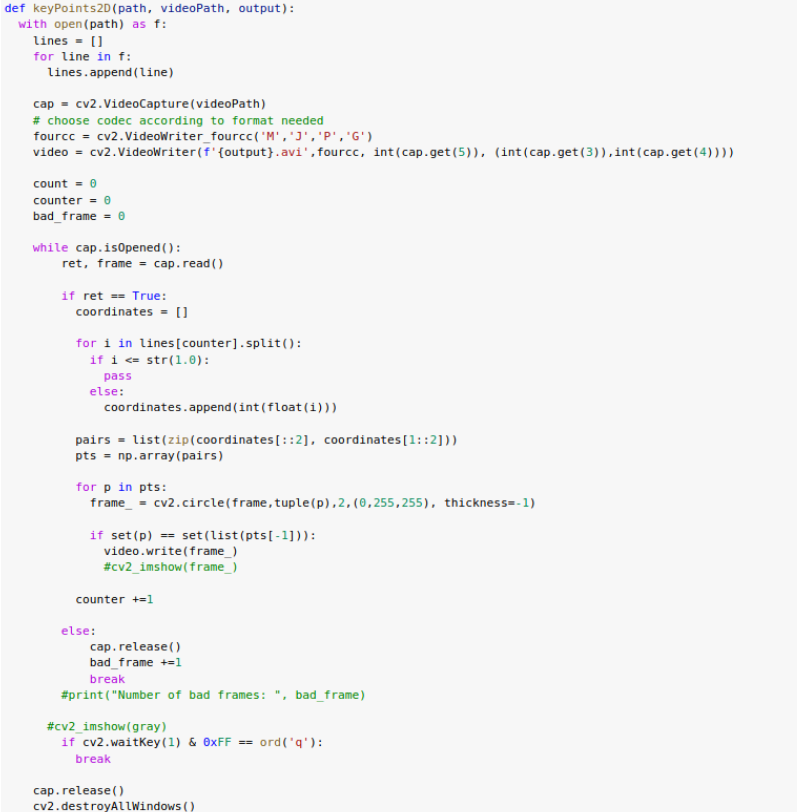 def keyPoints2D(path, videoPath, output):
  with open(path) as f:
    lines = []
    for line in f:
      lines.append(line)

    cap = cv2.VideoCapture(videoPath)
    # choose codec according to format needed
    fourcc = cv2.VideoWriter_fourcc('M','J','P','G')
    video = cv2.VideoWriter(f'{output}.avi',fourcc, int(cap.get(5)), (int(cap.get(3)),int(cap.get(4))))

    count = 0
    counter = 0
    bad_frame = 0

    while cap.isOpened():
        ret, frame = cap.read()

        if ret == True:
          coordinates = []

          for i in lines[counter].split():
            if i <= str(1.0):
              pass
            else:
              coordinates.append(int(float(i)))

          pairs = list(zip(coordinates[::2], coordinates[1::2]))
          pts = np.array(pairs)

          for p in pts:
            frame_ = cv2.circle(frame,tuple(p),2,(0,255,255), thickness=-1)

            if set(p) == set(list(pts[-1])):
              video.write(frame_)
              #cv2_imshow(frame_)

          counter +=1

        else:
            cap.release()
            bad_frame +=1
            break
        #print("Number of bad frames: ", bad_frame)

      #cv2_imshow(gray)
        if cv2.waitKey(1) & 0xFF == ord('q'):
          break

    cap.release()
    cv2.destroyAllWindows()